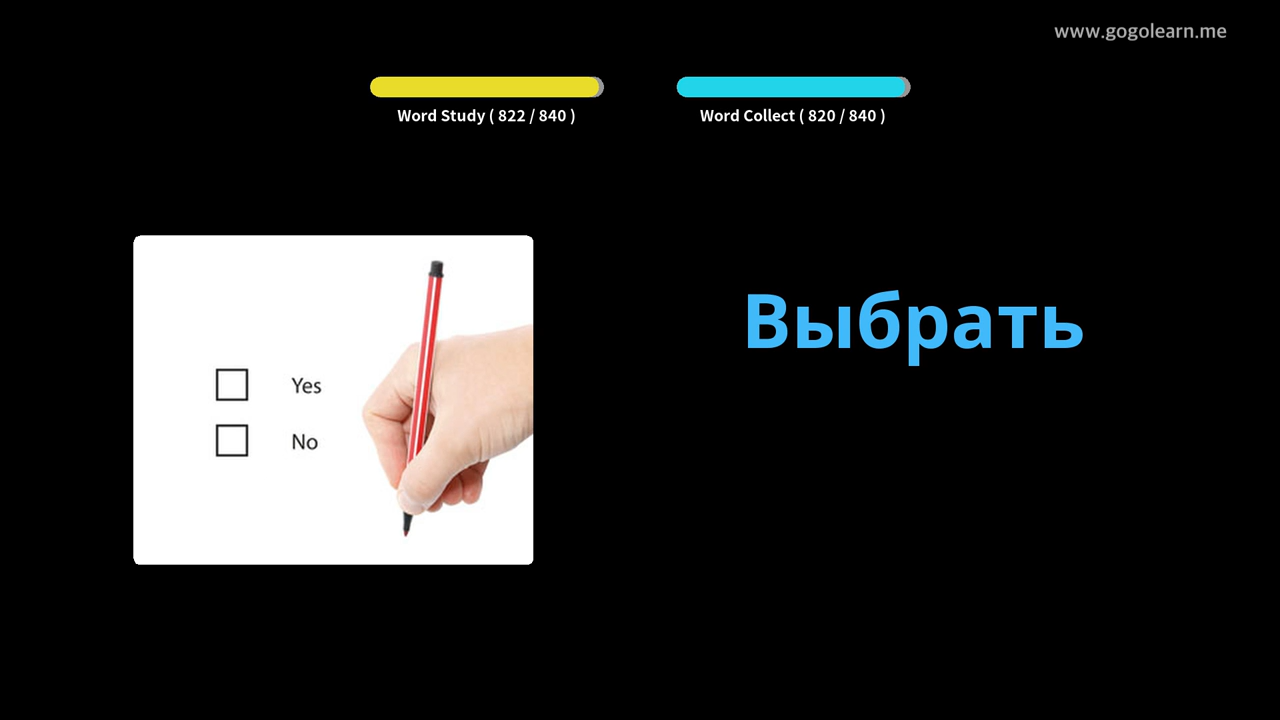 www.gogolearn.me
Word Study ( 822 / 840 )
Word Collect ( 820 / 840 )
Yes
No
Выбрать